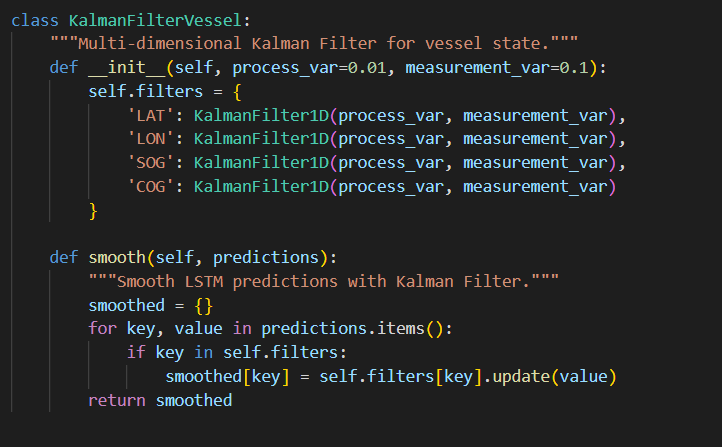 class KalmanFilterVessel:
    """Multi-dimensional Kalman Filter for vessel state."""
    def __init__(self, process_var=0.01, measurement_var=0.1):
        self.filters = {
            'LAT': KalmanFilter1D(process_var, measurement_var),
            'LON': KalmanFilter1D(process_var, measurement_var),
            'SOG': KalmanFilter1D(process_var, measurement_var),
            'COG': KalmanFilter1D(process_var, measurement_var)
        }

    def smooth(self, predictions):
        """Smooth LSTM predictions with Kalman Filter."""
        smoothed = {}
        for key, value in predictions.items():
            if key in self.filters:
                smoothed[key] = self.filters[key].update(value)
        return smoothed